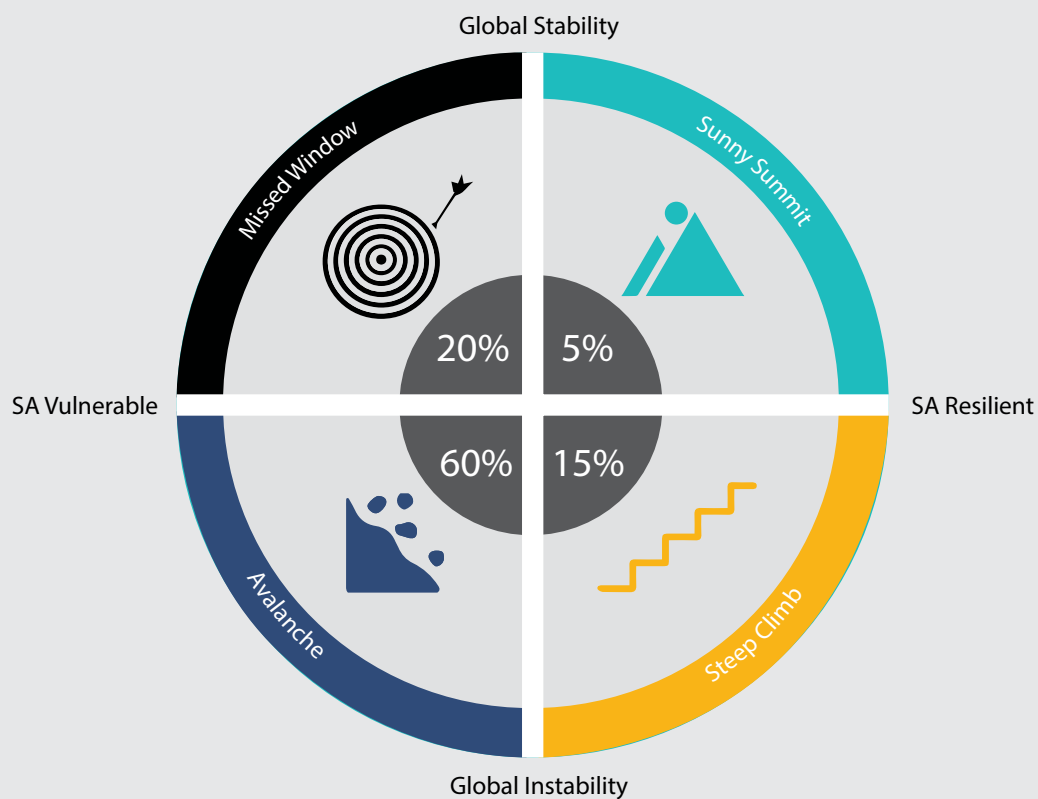 Global Stability
Missed Window
Sunny Summit
20%
5%
SA Vulnerable
SA Resilient
60%
15%
Avalanche
Steep Climb
Global Instability